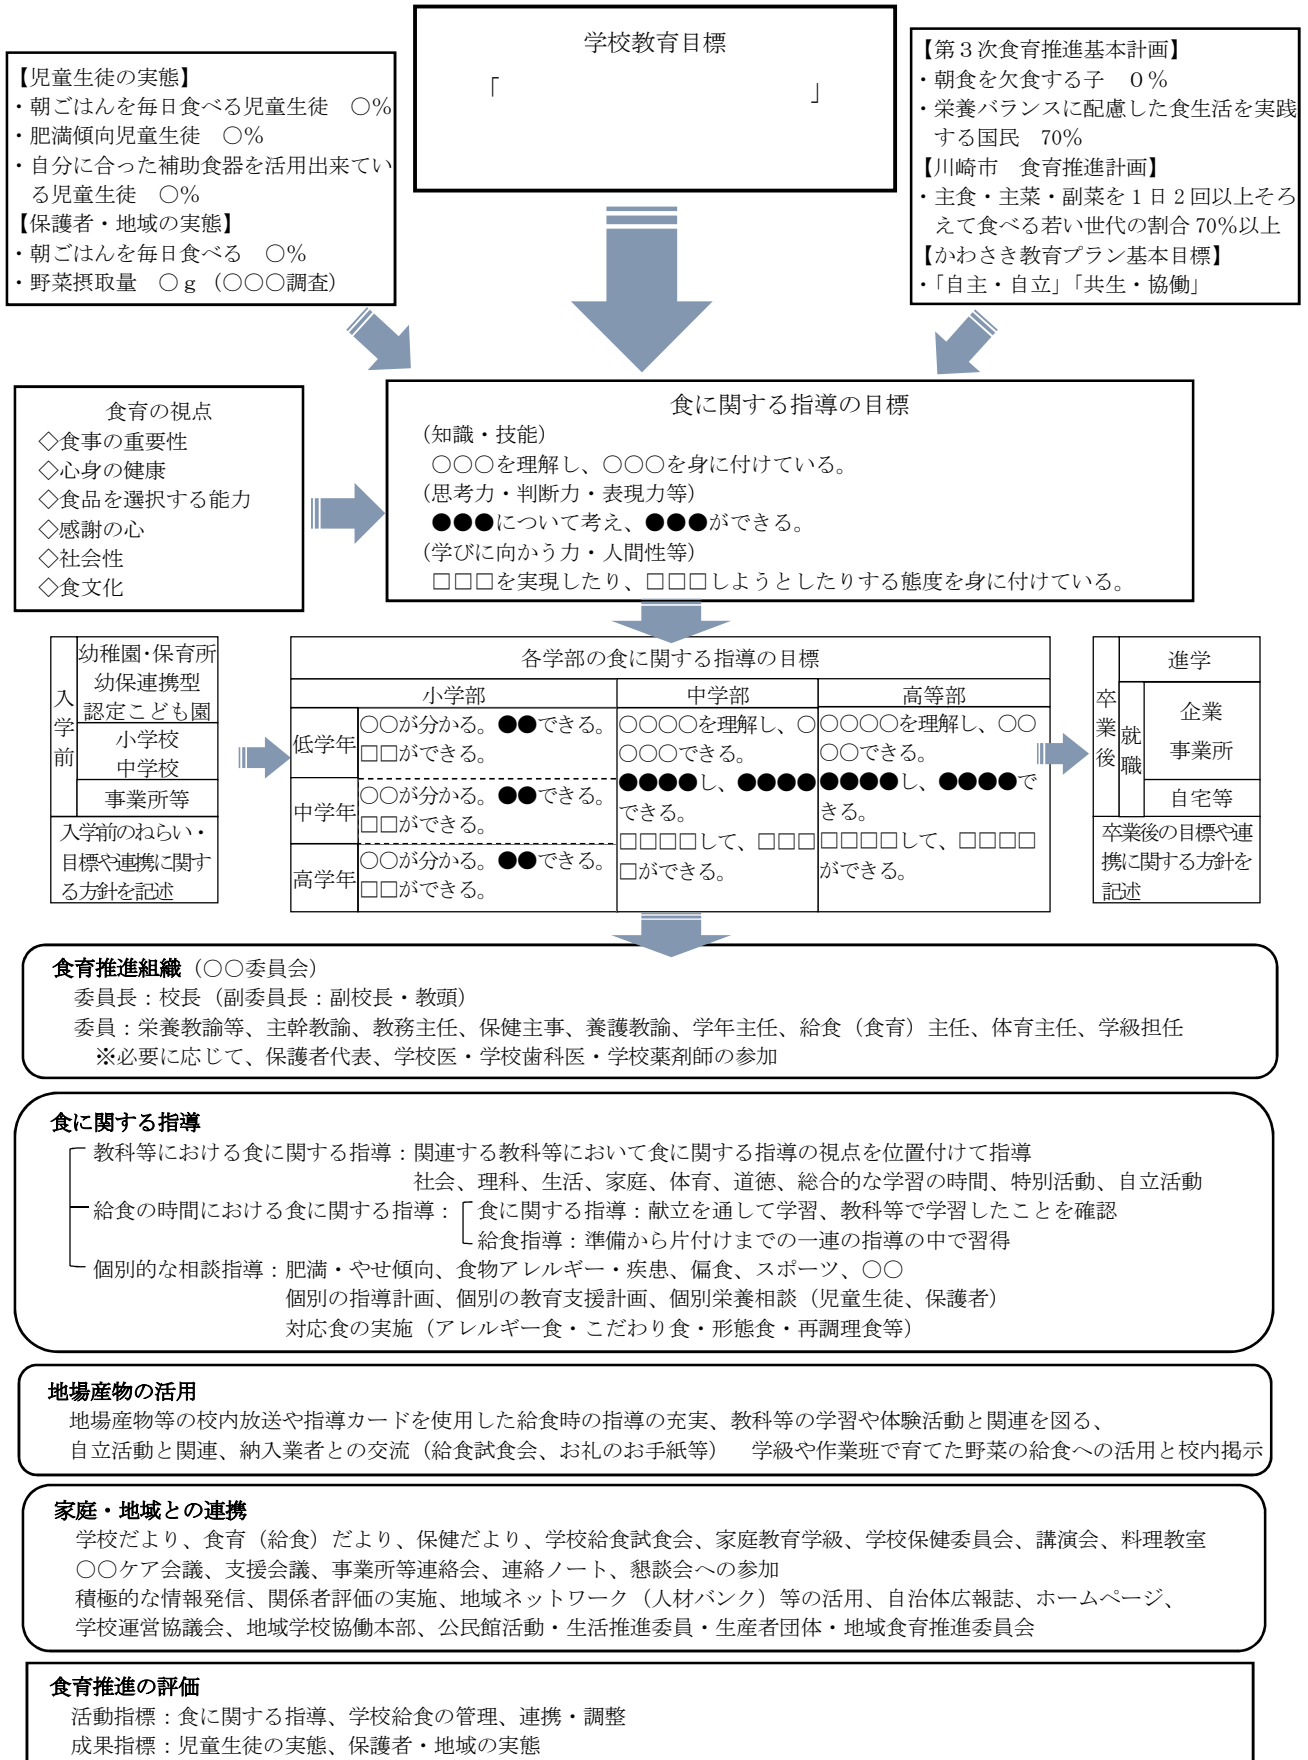 学校教育目標
「　　　　　　　　　　　　　　　」
【児童生徒の実態】
・朝ごはんを毎日食べる児童生徒　○％
・肥満傾向児童生徒　○％
・自分に合った補助食器を活用出来てい
る児童生徒　○％
【保護者・地域の実態】
・朝ごはんを毎日食べる　○％
・野菜摂取量　○ｇ（○○○調査）
【第３次食育推進基本計画】
・朝食を欠食する子　０％
・栄養バランスに配慮した食生活を実践
する国民　70％
【川崎市　食育推進計画】
・主食・主菜・副菜を１日２回以上そろ
えて食べる若い世代の割合 70％以上
【かわさき教育プラン基本目標】
・「自主・自立」「共生・協働」
食育の視点
◇食事の重要性
◇心身の健康
◇食品を選択する能力
◇感謝の心
◇社会性
◇食文化
食に関する指導の目標
（知識・技能）
○○○を理解し、○○○を身に付けている。
（思考力・判断力・表現力等）
●●●について考え、●●●ができる。
（学びに向かう力・人間性等）
□□□を実現したり、□□□しようとしたりする態度を身に付けている。
入学前
幼稚園・保育所
幼保連携型
認定こども園
小学校
中学校
事業所等
入学前のねらい・
目標や連携に関す
る方針を記述
各学部の食に関する指導の目標
小学部
中学部
高等部
低学年
○○が分かる。●●できる。
□□ができる。
中学年
○○が分かる。●●できる。
□□ができる。
高学年
○○が分かる。●●できる。
□□ができる。
○○○○を理解し、○
○○○できる。
●●●●し、●●●●
できる。
□□□□して、□□□
□ができる。
○○○○を理解し、○○
○○できる。
●●●●し、●●●●で
きる。
□□□□して、□□□□
ができる。
卒業後
進学
就職
企業
事業所
自宅等
卒業後の目標や連
携に関する方針を
記述
食育推進組織（○○委員会）
委員長：校長（副委員長：副校長・教頭）
委員：栄養教諭等、主幹教諭、教務主任、保健主事、養護教諭、学年主任、給食（食育）主任、体育主任、学級担任
※必要に応じて、保護者代表、学校医・学校歯科医・学校薬剤師の参加
食に関する指導
教科等における食に関する指導：関連する教科等において食に関する指導の視点を位置付けて指導
社会、理科、生活、家庭、体育、道徳、総合的な学習の時間、特別活動、自立活動
給食の時間における食に関する指導：食に関する指導：献立を通して学習、教科等で学習したことを確認
給食指導：準備から片付けまでの一連の指導の中で習得
個別的な相談指導：肥満・やせ傾向、食物アレルギー・疾患、偏食、スポーツ、○○
個別の指導計画、個別の教育支援計画、個別栄養相談（児童生徒、保護者）
対応食の実施（アレルギー食・こだわり食・形態食・再調理食等）
地場産物の活用
地場産物等の校内放送や指導カードを使用した給食時の指導の充実、教科等の学習や体験活動と関連を図る、
自立活動と関連、納入業者との交流（給食試食会、お礼のお手紙等）　学級や作業班で育てた野菜の給食への活用と校内掲示
家庭・地域との連携
学校だより、食育（給食）だより、保健だより、学校給食試食会、家庭教育学級、学校保健委員会、講演会、料理教室
○○ケア会議、支援会議、事業所等連絡会、連絡ノート、懇談会への参加
積極的な情報発信、関係者評価の実施、地域ネットワーク（人材バンク）等の活用、自治体広報誌、ホームページ、
学校運営協議会、地域学校協働本部、公民館活動・生活推進委員・生産者団体・地域食育推進委員会
食育推進の評価
活動指標：食に関する指導、学校給食の管理、連携・調整
成果指標：児童生徒の実態、保護者・地域の実態